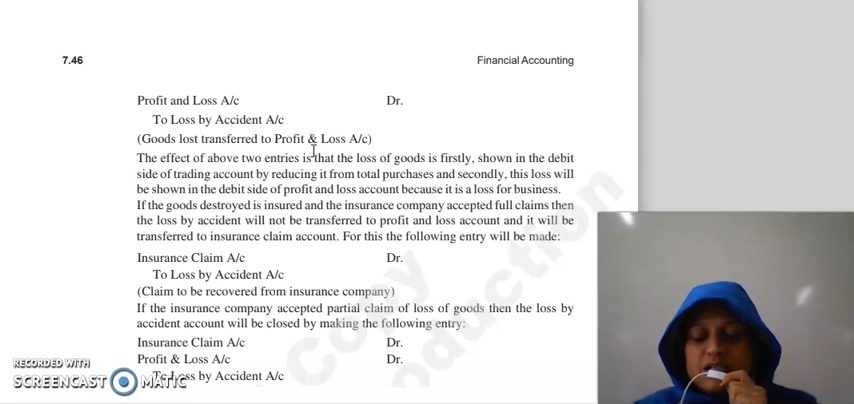 7.46
Financial Accounting
Profit and Loss A/c Dr.
To Loss by Accident A/c
(Goods lost transferred to Profit & Loss A/c)
The effect of above two entries is that the loss of goods is firstly, shown in the debit
side of trading account by reducing it from total purchases and secondly, this loss will
be shown in the debit side of profit and loss account because it is a loss for business.
If the goods destroyed is insured and the insurance company accepted full claims then
the loss by accident will not be transferred to profit and loss account and it will be
transferred to insurance claim account. For this the following entry will be made:
Insurance Claim A/c Dr.
To Loss by Accident A/c
(Claim to be recovered from insurance company)
If the insurance company accepted partial claim of loss of goods then the loss by
accident account will be closed by making the following entry:
Insurance Claim A/c Dr.
Profit & Loss A/c Dr.
To Loss by Accident A/c
Copy
RECORDED WITH
SCREENCAST MATIC